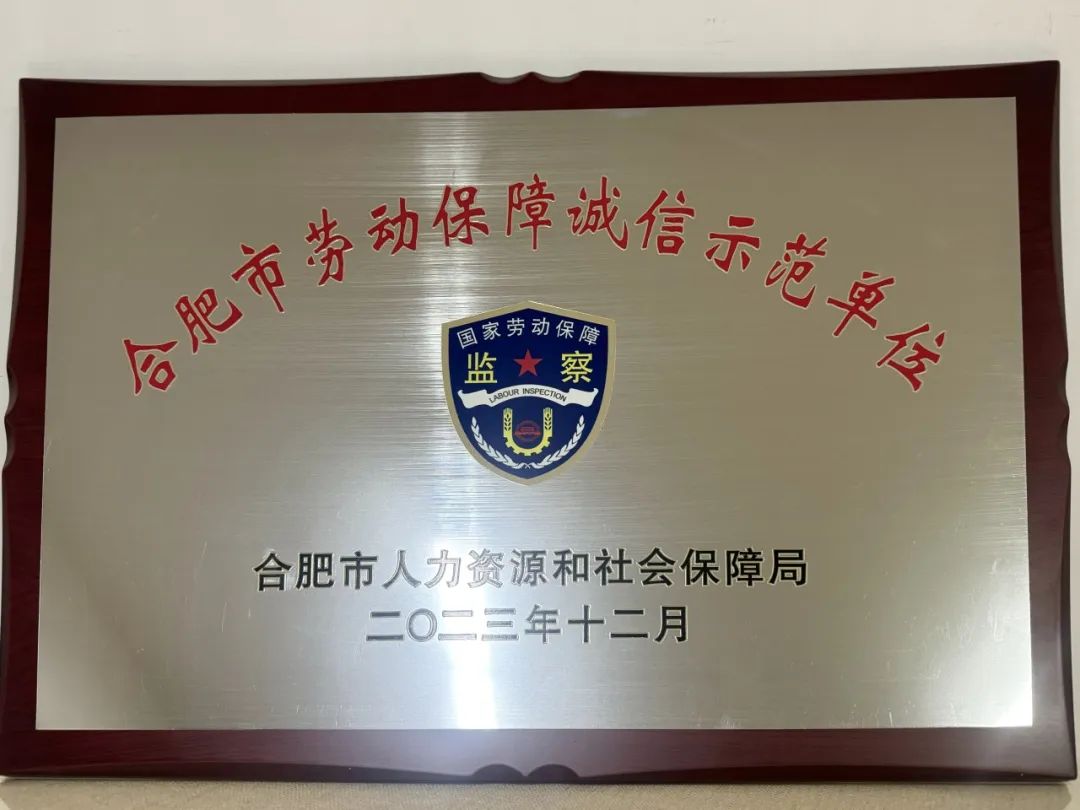 合肥市劳动保障诚信示范单位
国家劳动保障
监察
LABOUR INSPECTION
合肥市人力资源和社会保障局
二〇二三年十二月